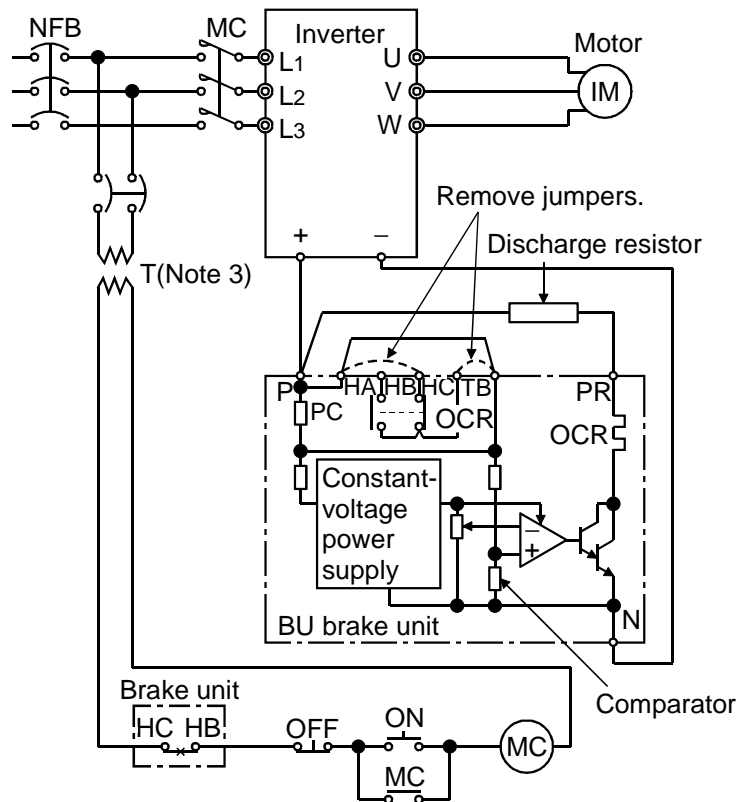 NFB
MC
Inverter
Motor
L1
U
L2
V
IM
L3
W
Remove jumpers.
+
−
Discharge resistor
T(Note 3)
P
HA
HB
HC
TB
PR
PC
OCR
OCR
Constant-
voltage
power
supply
−
+
N
BU brake unit
Brake unit
Comparator
HC
HB
OFF
ON
MC
MC